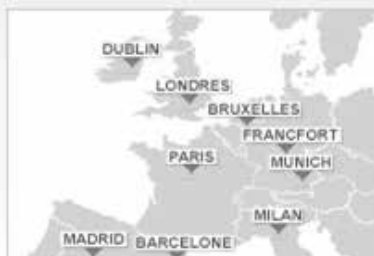 DUBLIN
LONDRES
BRUXELLES
FRANCFORT
PARIS
MUNICH
MILAN
MADRID
BARCELONE